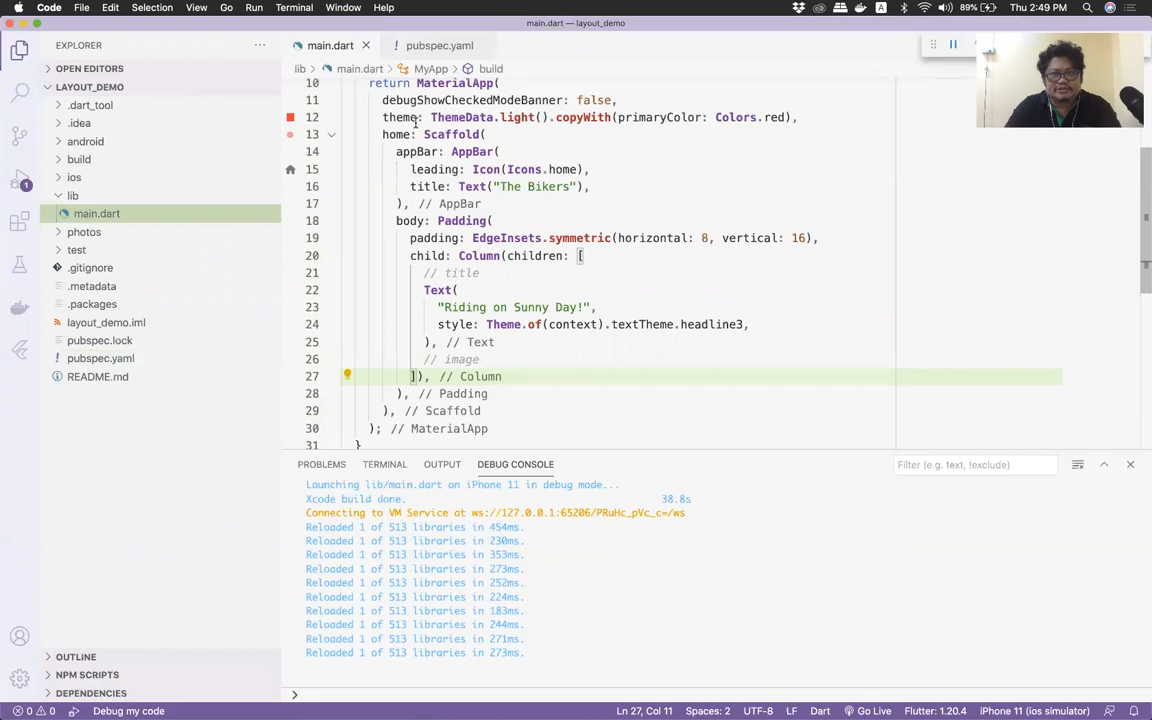 Code File Edit Selection View Go Run Terminal Window Help
A 89% Thu 2:49 PM
main.dart — layout_demo
EXPLORER
OPEN EDITORS
LAYOUT_DEMO
.dart_tool
.idea
android
build
ios
lib
main.dart
photos
test
.gitignore
.metadata
.packages
layout_demo.iml
pubspec.lock
pubspec.yaml
README.md
OUTLINE
NPM SCRIPTS
DEPENDENCIES
1
main.dart pubspec.yaml
lib > main.dart > MyApp > build
10 return MaterialApp(
11 debugShowCheckedModeBanner: false,
12 theme: ThemeData.light().copyWith(primaryColor: Colors.red),
13 home: Scaffold(
14 appBar: AppBar(
15 leading: Icon(Icons.home),
16 title: Text("The Bikers"),
17 ), // AppBar
18 body: Padding(
19 padding: EdgeInsets.symmetric(horizontal: 8, vertical: 16),
20 child: Column(children: [
21 // title
22 Text(
23 "Riding on Sunny Day!",
24 style: Theme.of(context).textTheme.headline3,
25 ), // Text
26 // image
27 ]), // Column
28 ), // Padding
29 ), // Scaffold
30 ); // MaterialApp
31 }
PROBLEMS TERMINAL OUTPUT DEBUG CONSOLE Filter (e.g. text, !exclude)
Launching lib/main.dart on iPhone 11 in debug mode...
Xcode build done. 38.8s
Connecting to VM Service at ws://127.0.0.1:65206/PRuHc_pVc_c=/ws
Reloaded 1 of 513 libraries in 454ms.
Reloaded 1 of 513 libraries in 230ms.
Reloaded 1 of 513 libraries in 353ms.
Reloaded 1 of 513 libraries in 273ms.
Reloaded 1 of 513 libraries in 252ms.
Reloaded 1 of 513 libraries in 224ms.
Reloaded 1 of 513 libraries in 183ms.
Reloaded 1 of 513 libraries in 244ms.
Reloaded 1 of 513 libraries in 271ms.
Reloaded 1 of 513 libraries in 273ms.
0 0 Debug my code Ln 27, Col 11 Spaces: 2 UTF-8 LF Dart Go Live Flutter: 1.20.4 iPhone 11 (ios simulator)